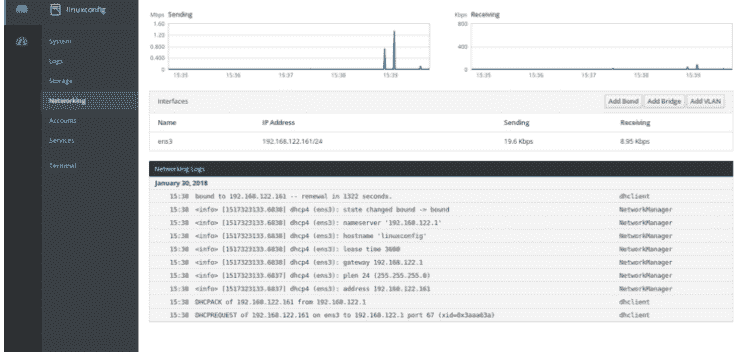 linuxconfig
System
Logs
Storage
Networking
Accounts
Services
Terminal
Mbps Sending
1.60
1.20
0.800
0.400
0
15:35 15:36 15:37 15:38 15:39
Kbps Receiving
800
400
0
15:35 15:36 15:37 15:38 15:39
Interfaces Add Bond Add Bridge Add VLAN
Name IP Address Sending Receiving
ens3 192.168.122.161/24 19.6 Kbps 8.95 Kbps
Networking Logs
January 30, 2018
15:38 bound to 192.168.122.161 -- renewal in 1322 seconds. dhclient
15:38 <info> [1517323133.6838] dhcp4 (ens3): state changed bound -> bound NetworkManager
15:38 <info> [1517323133.6838] dhcp4 (ens3): nameserver '192.168.122.1' NetworkManager
15:38 <info> [1517323133.6838] dhcp4 (ens3): hostname 'linuxconfig' NetworkManager
15:38 <info> [1517323133.6838] dhcp4 (ens3): lease time 3600 NetworkManager
15:38 <info> [1517323133.6838] dhcp4 (ens3): gateway 192.168.122.1 NetworkManager
15:38 <info> [1517323133.6837] dhcp4 (ens3): plen 24 (255.255.255.0) NetworkManager
15:38 <info> [1517323133.6837] dhcp4 (ens3): address 192.168.122.161 NetworkManager
15:38 DHCPACK of 192.168.122.161 from 192.168.122.1 dhclient
15:38 DHCPREQUEST of 192.168.122.161 on ens3 to 192.168.122.1 port 67 (xid=0x3aaa63a) dhclient